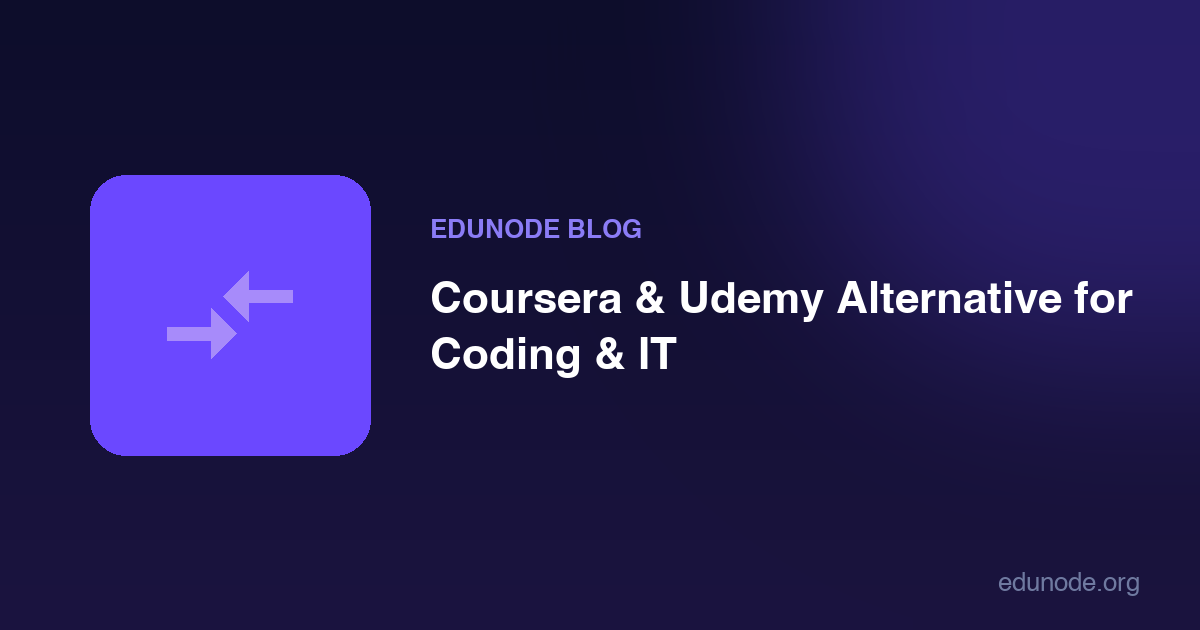 EDUNODE BLOG
Coursera & Udemy Alternative for
Coding & IT
edunode.org